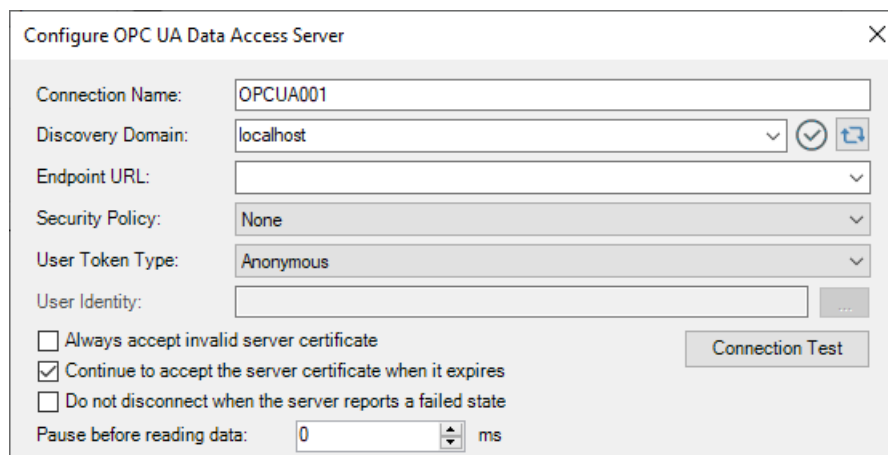 Configure OPC UA Data Access Server
Connection Name: OPCUA001
Discovery Domain: localhost
Endpoint URL:
Security Policy: None
User Token Type: Anonymous
User Identity: ...
Always accept invalid server certificate
Connection Test
Continue to accept the server certificate when it expires
Do not disconnect when the server reports a failed state
Pause before reading data: 0 ms